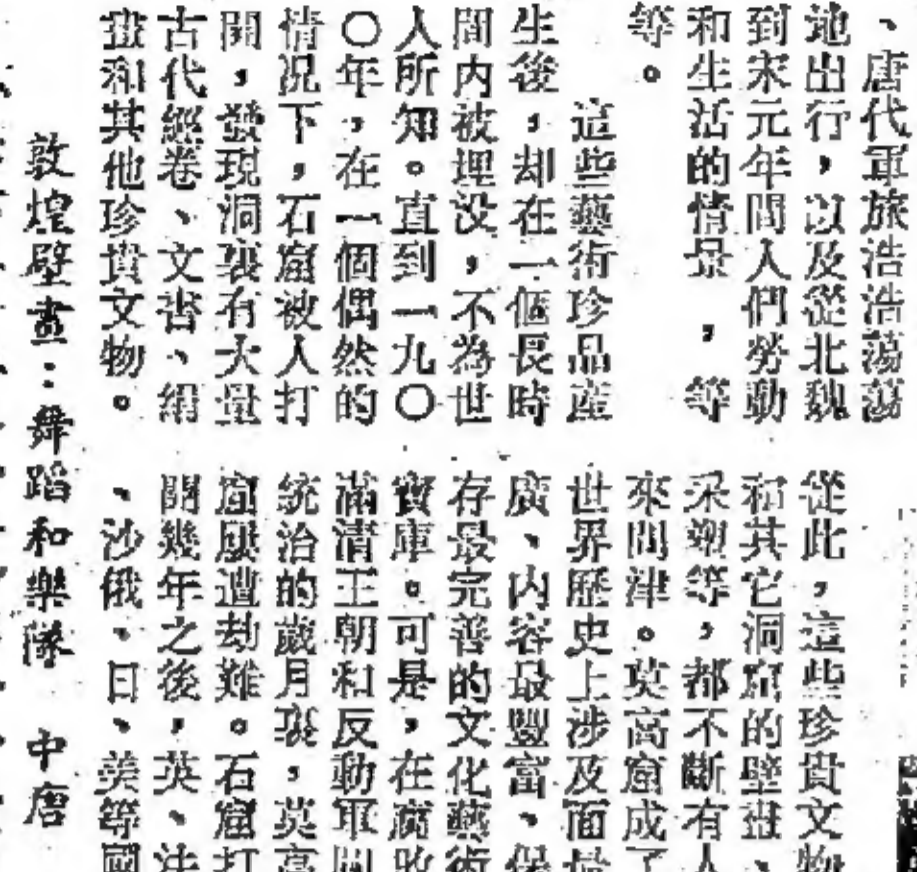 、唐代軍旅浩浩蕩蕩
地出行，以及從北魏
到宋元年間人們勞動
和生活的情景，等
等。
這些藝術珍品產
生後，却在一個長時
間内被埋没，不為世
人所知。直到一九〇
〇年，在一個偶然的
情况下，石窟被人打
開，發現洞裏有大量
古代經卷、文書、絹
畫和其他珍貴文物。
從此，這些珍貴文物
和其它洞窟的壁畫、
采塑等，都不斷有人
來問津。莫高窟成了
世界歷史上涉及面最
廣、内容最豐富、保
存最完善的文化藝術
寶庫。可是，在腐敗
滿清王朝和反動軍閥
統治的歲月裏，莫高
窟屢遭劫難。石窟打
開幾年之後，英、法
、沙俄、日、美等國
敦煌壁畫：舞蹈和樂隊 中唐